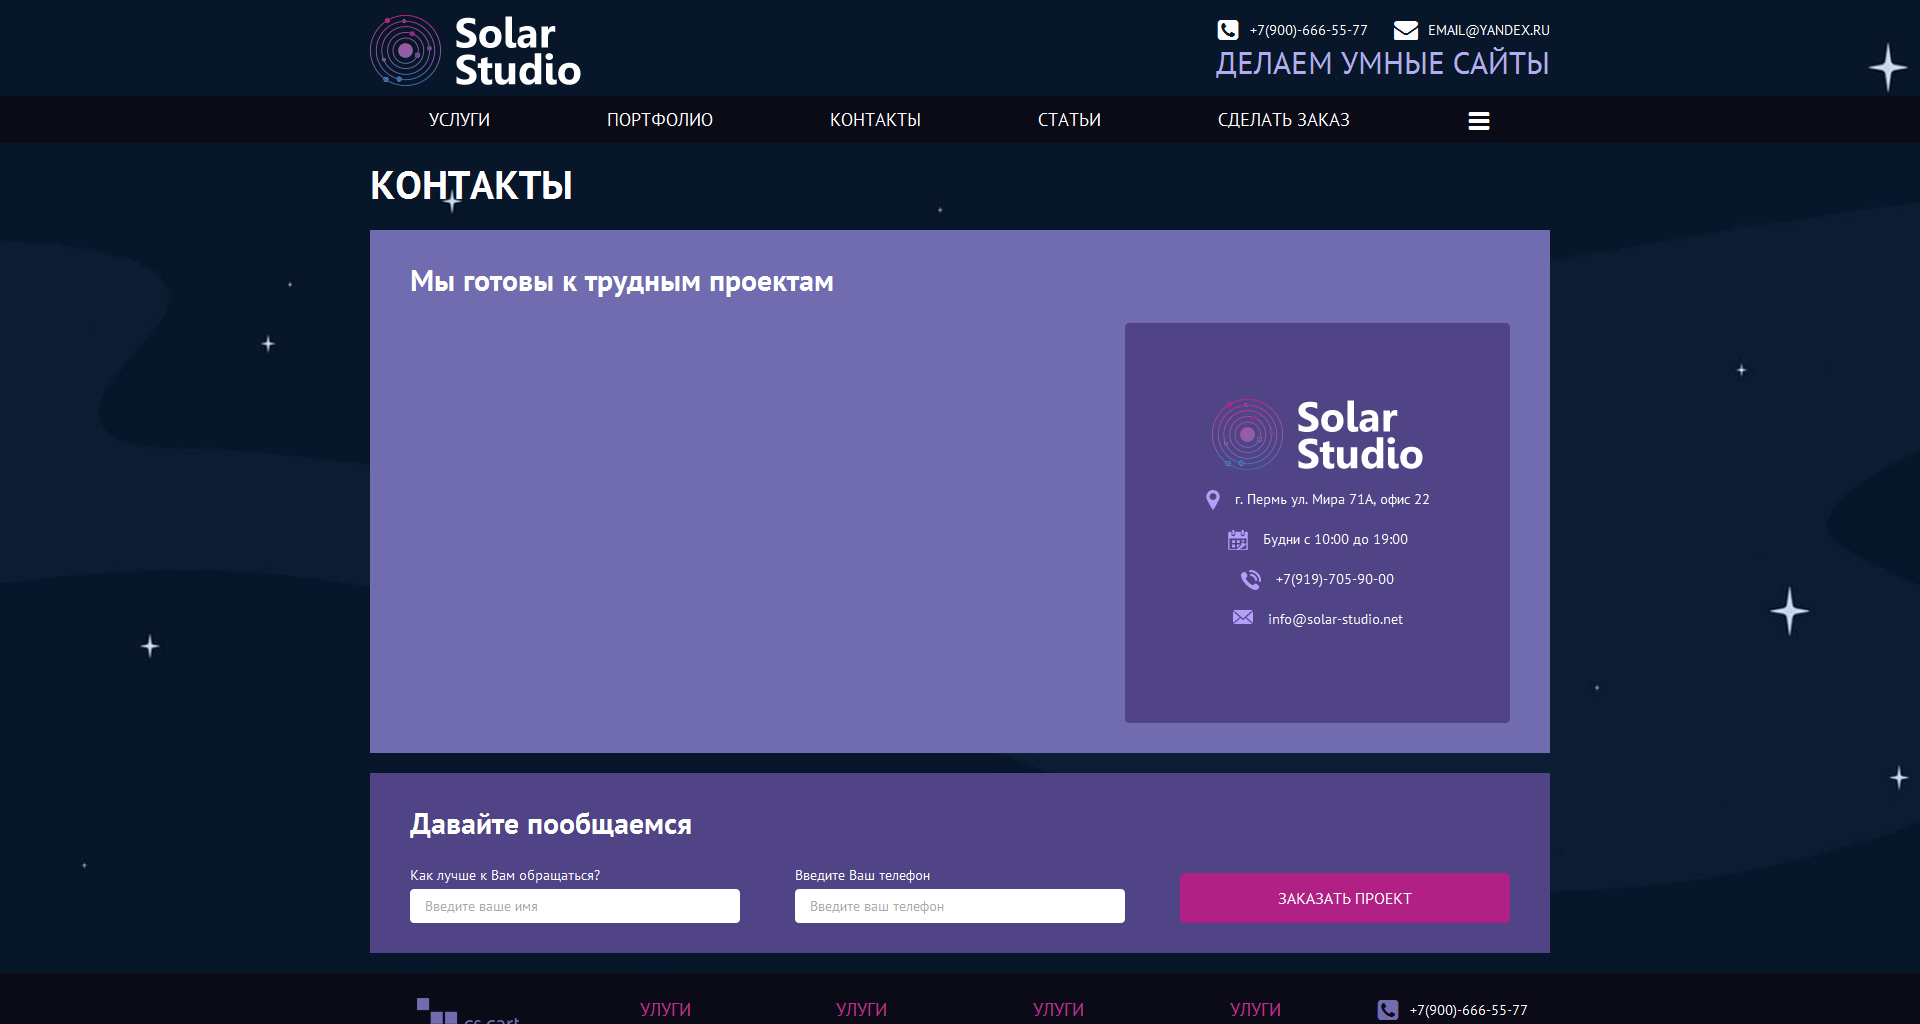 Solar
Studio
+7(900)-666-55-77
EMAIL@YANDEX.RU
ДЕЛАЕМ УМНЫЕ САЙТЫ
УСЛУГИ
ПОРТФОЛИО
КОНТАКТЫ
СТАТЬИ
СДЕЛАТЬ ЗАКАЗ
КОНТАКТЫ
Мы готовы к трудным проектам
Solar
Studio
г. Пермь ул. Мира 71А, офис 22
Будни с 10:00 до 19:00
+7(919)-705-90-00
info@solar-studio.net
Давайте пообщаемся
Как лучше к Вам обращаться?
Введите Ваш телефон
Введите ваше имя
Введите ваш телефон
ЗАКАЗАТЬ ПРОЕКТ
УЛУГИ
УЛУГИ
УЛУГИ
УЛУГИ
+7(900)-666-55-77
cs.cart